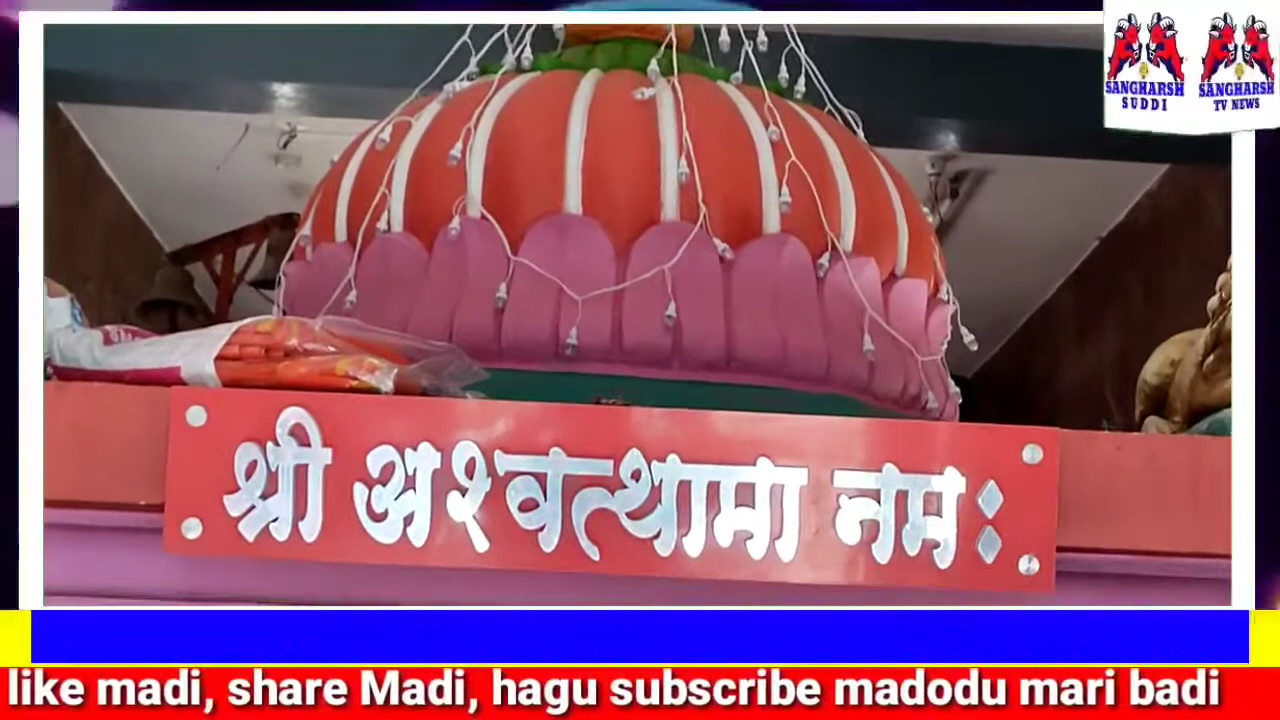 SANGHARSH
SUDDI
SANGHARSH
TV NEWS
श्री अश्वत्थामा नमः
like madi, share Madi, hagu subscribe madodu mari badi